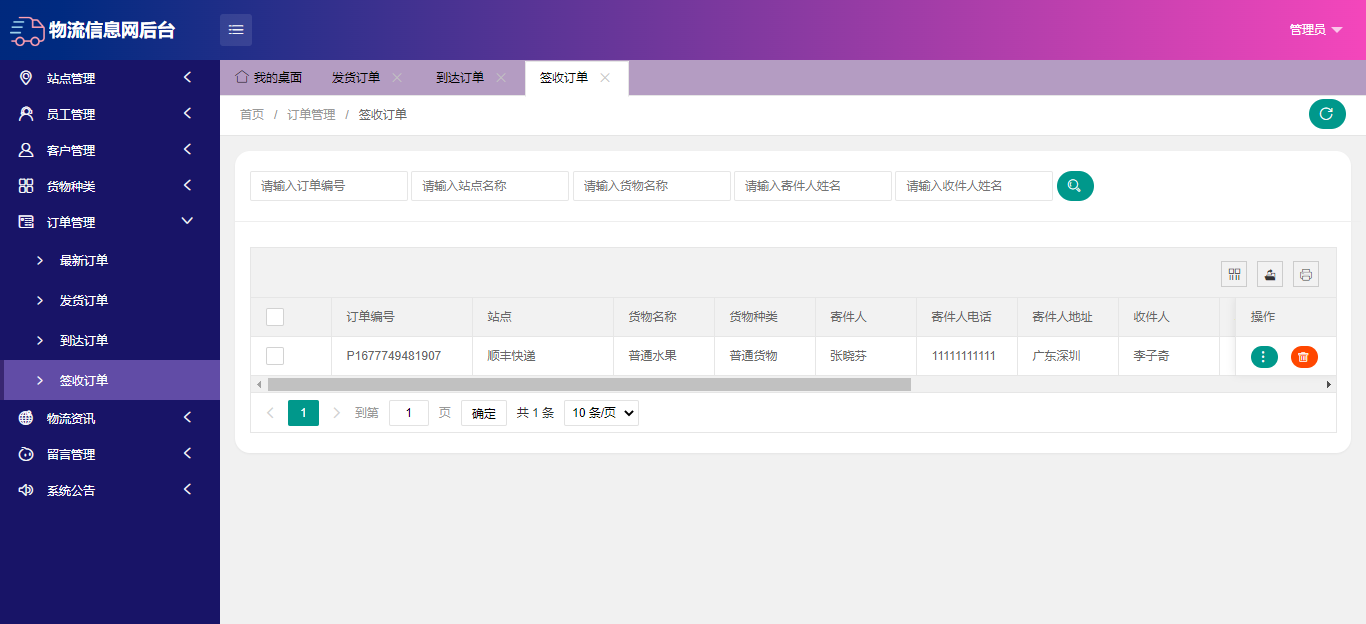 物流信息网后台
管理员
站点管理
员工管理
客户管理
货物种类
订单管理
最新订单
发货订单
到达订单
签收订单
物流资讯
留言管理
系统公告
我的桌面 发货订单 到达订单 签收订单
首页 / 订单管理 / 签收订单
请输入订单编号 请输入站点名称 请输入货物名称 请输入寄件人姓名 请输入收件人姓名
订单编号 站点 货物名称 货物种类 寄件人 寄件人电话 寄件人地址 收件人 操作
P1677749481907 顺丰快递 普通水果 普通货物 张晓芬 11111111111 广东深圳 李子奇
1 到第 1 页 确定 共 1 条 10 条/页